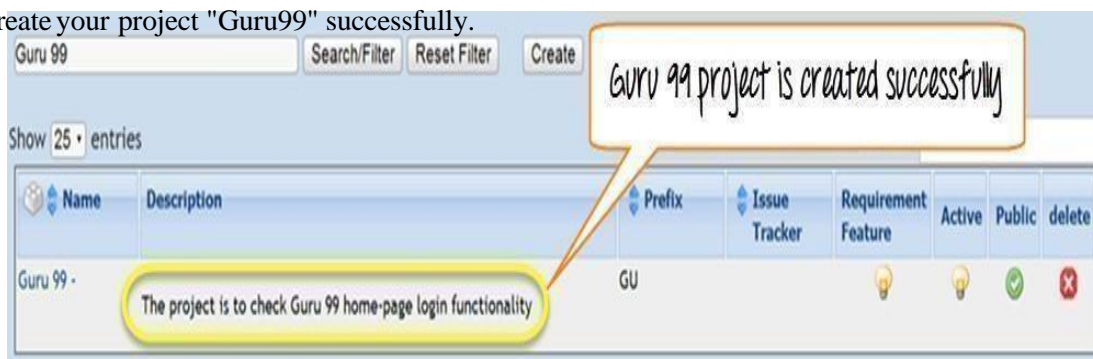 reate your project "Guru99" successfully.
Guru 99 Search/Filter Reset Filter Create
Guru 99 project is created successfully
Show 25 entries
Name Description Prefix Issue Tracker Requirement Feature Active Public delete
Guru 99 - The project is to check Guru 99 home-page login functionality GU